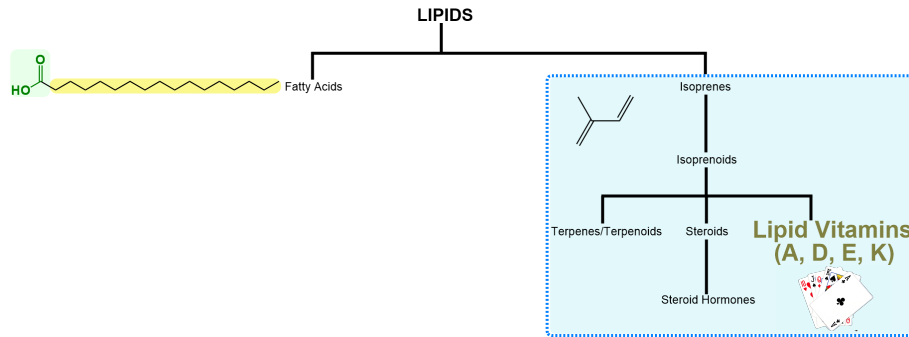 LIPIDS
O
HO
Fatty Acids
Isoprenes
Isoprenoids
Terpenes/Terpenoids
Steroids
Lipid Vitamins
(A, D, E, K)
Steroid Hormones